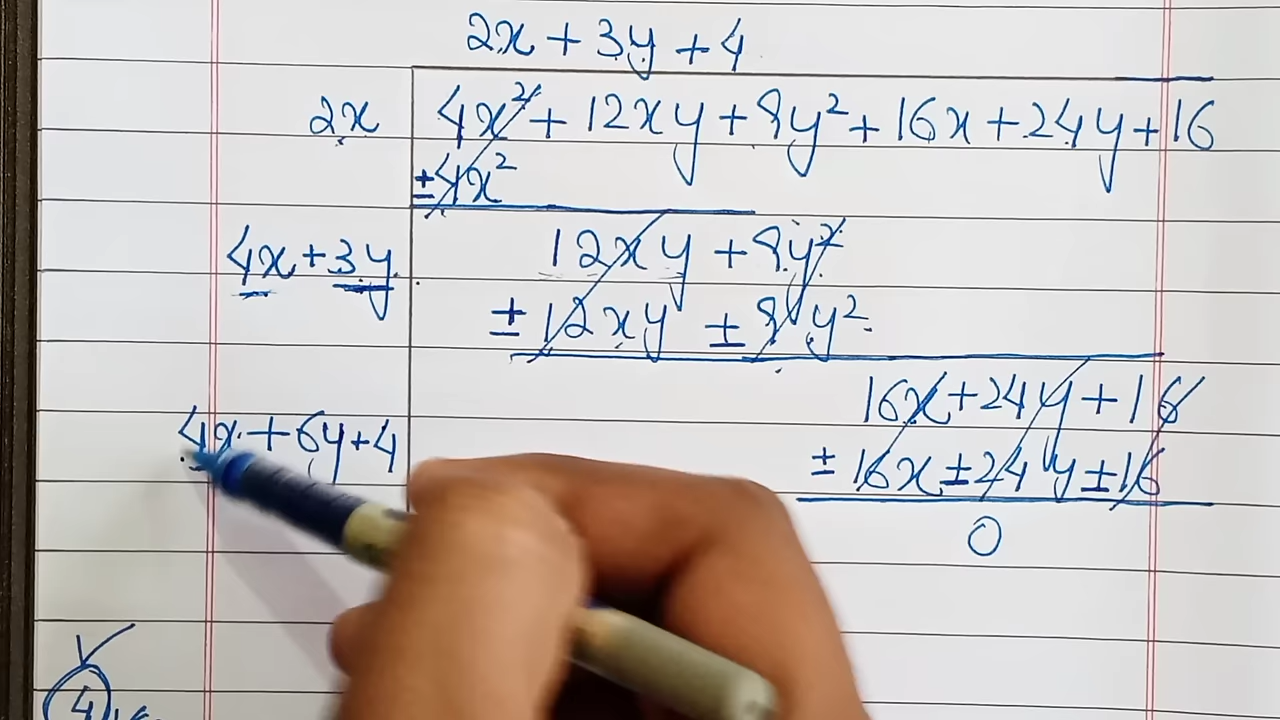 2x + 3y + 4
2x 4x² + 12xy + 9y² + 16x + 24y + 16
± 4x²
4x + 3y 12xy + 9y²
± 12xy ± 9y²
16x + 24y + 16
4x + 6y + 4 ± 16x ± 24y ± 16
0
4